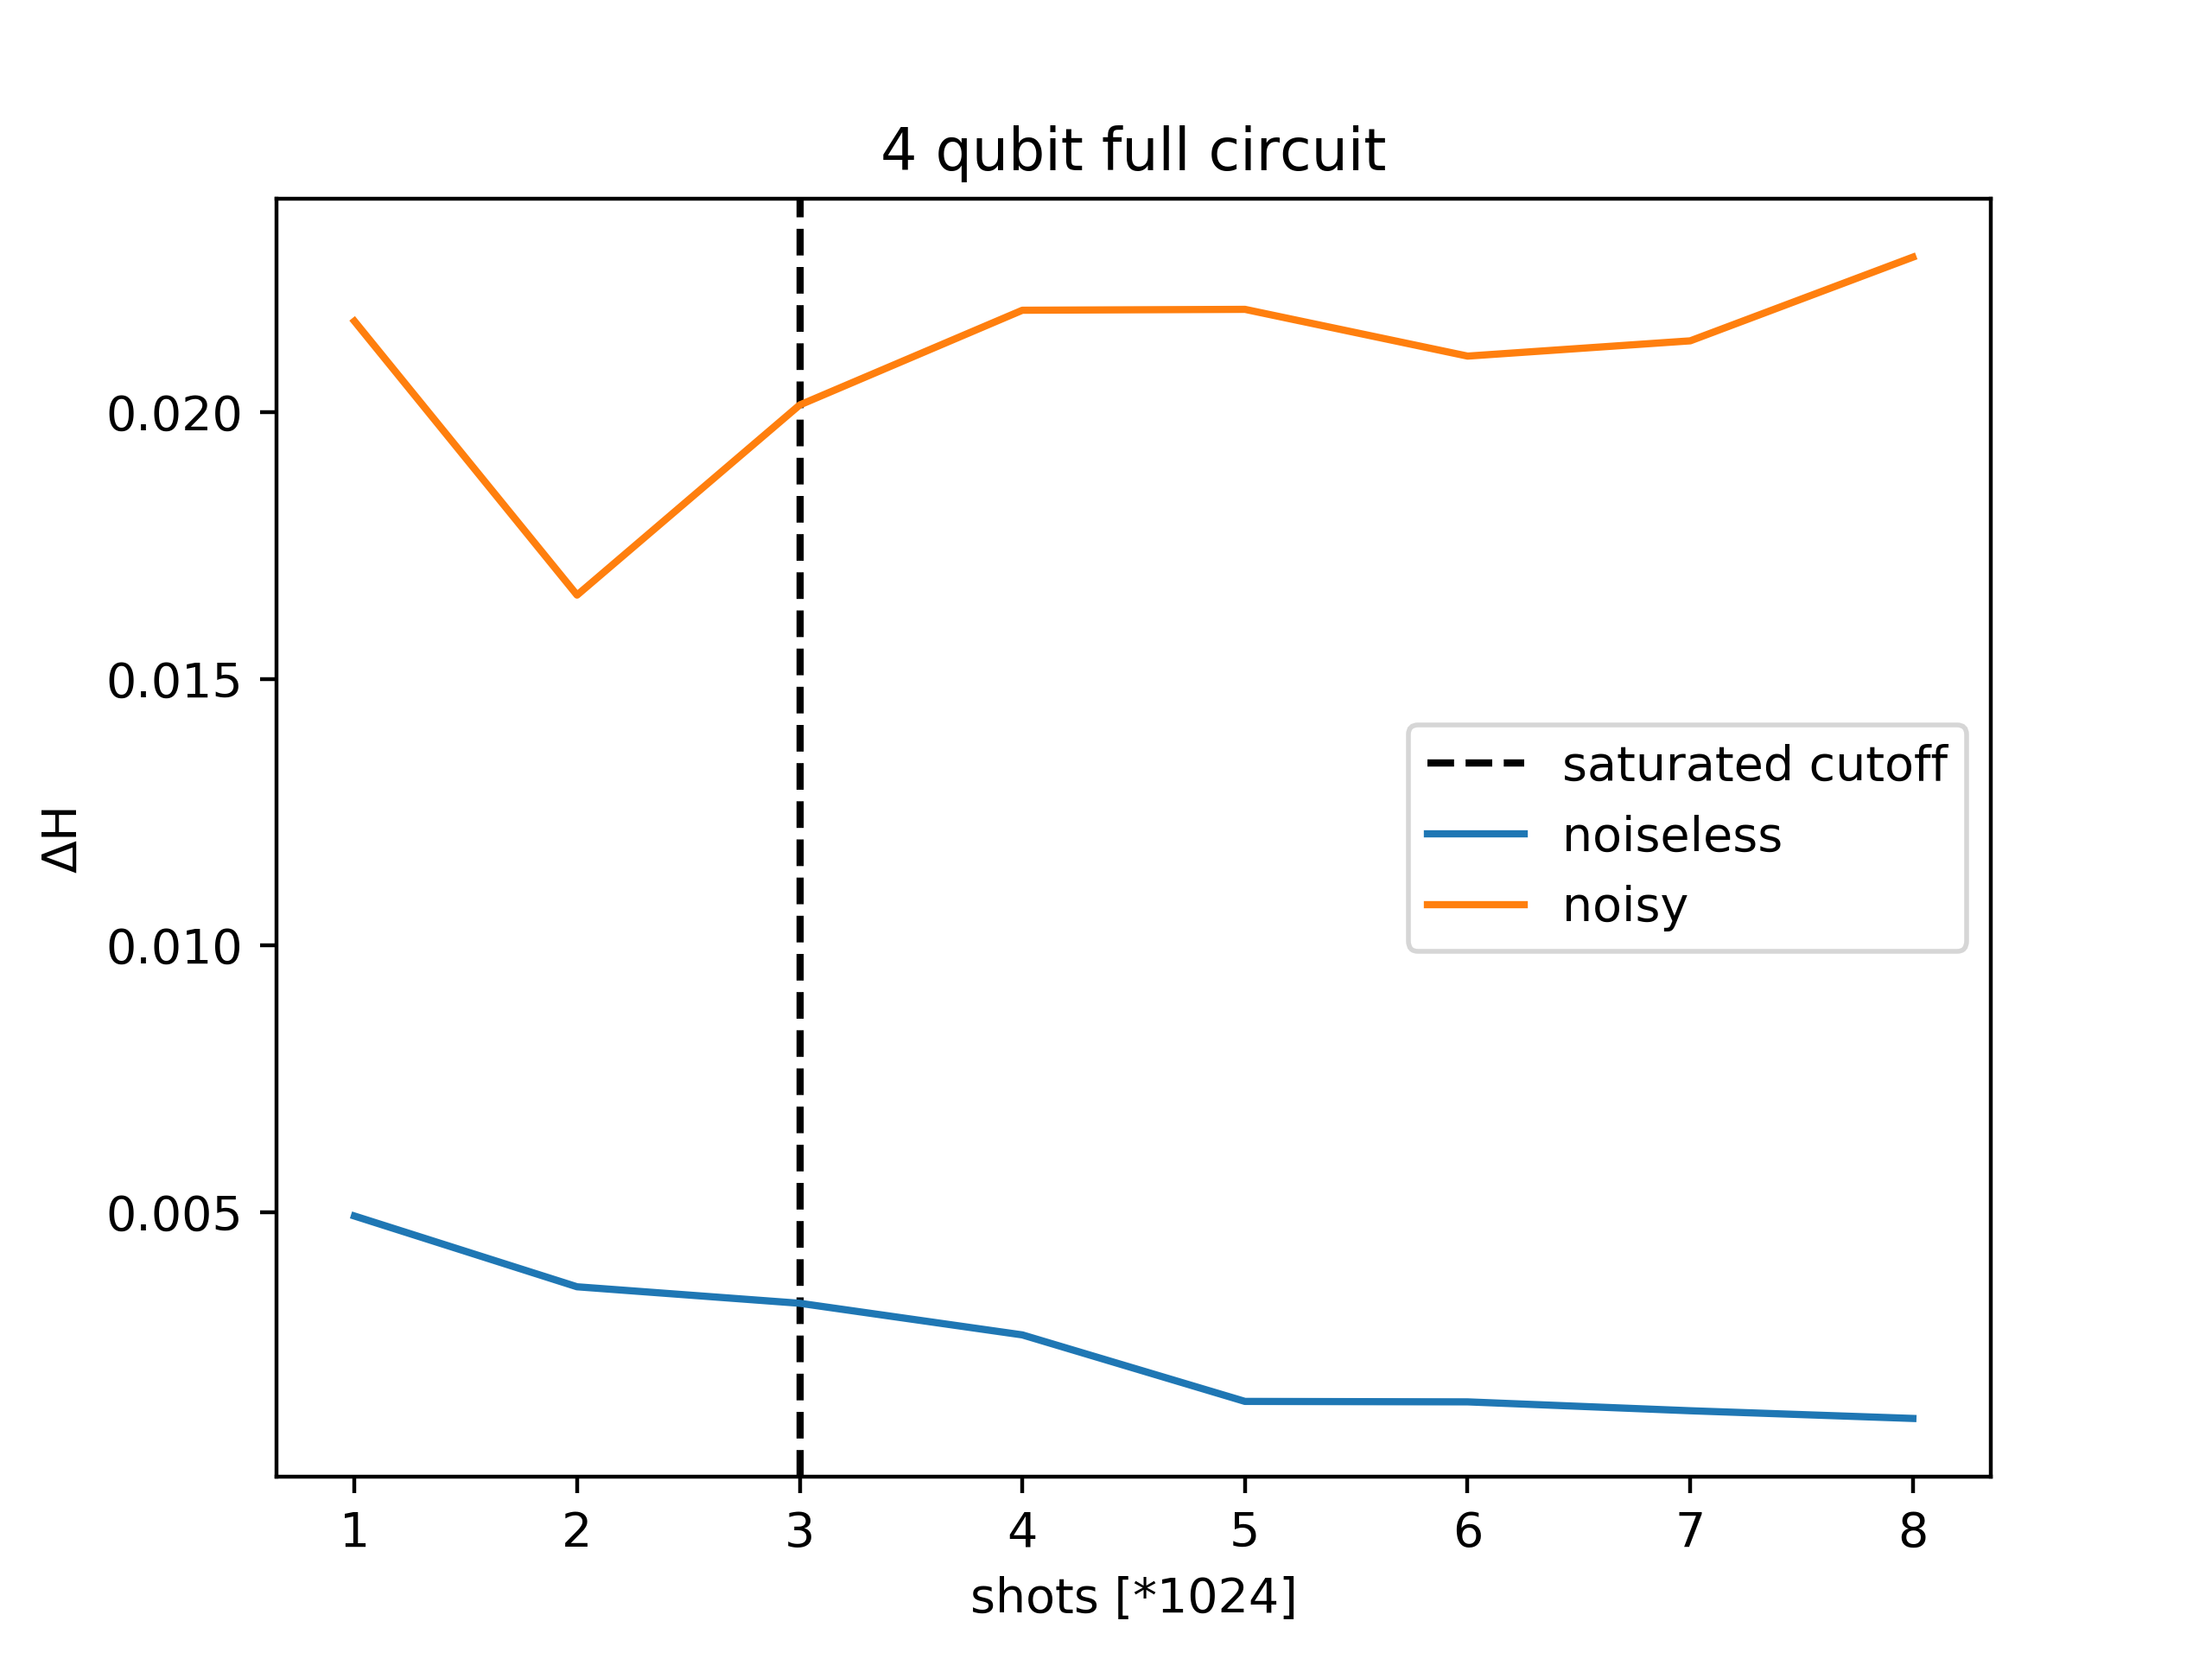 4 qubit full circuit
0.020
0.015
0.010
0.005
ΔH
saturated cutoff
noiseless
noisy
1 2 3 4 5 6 7 8
shots [*1024]